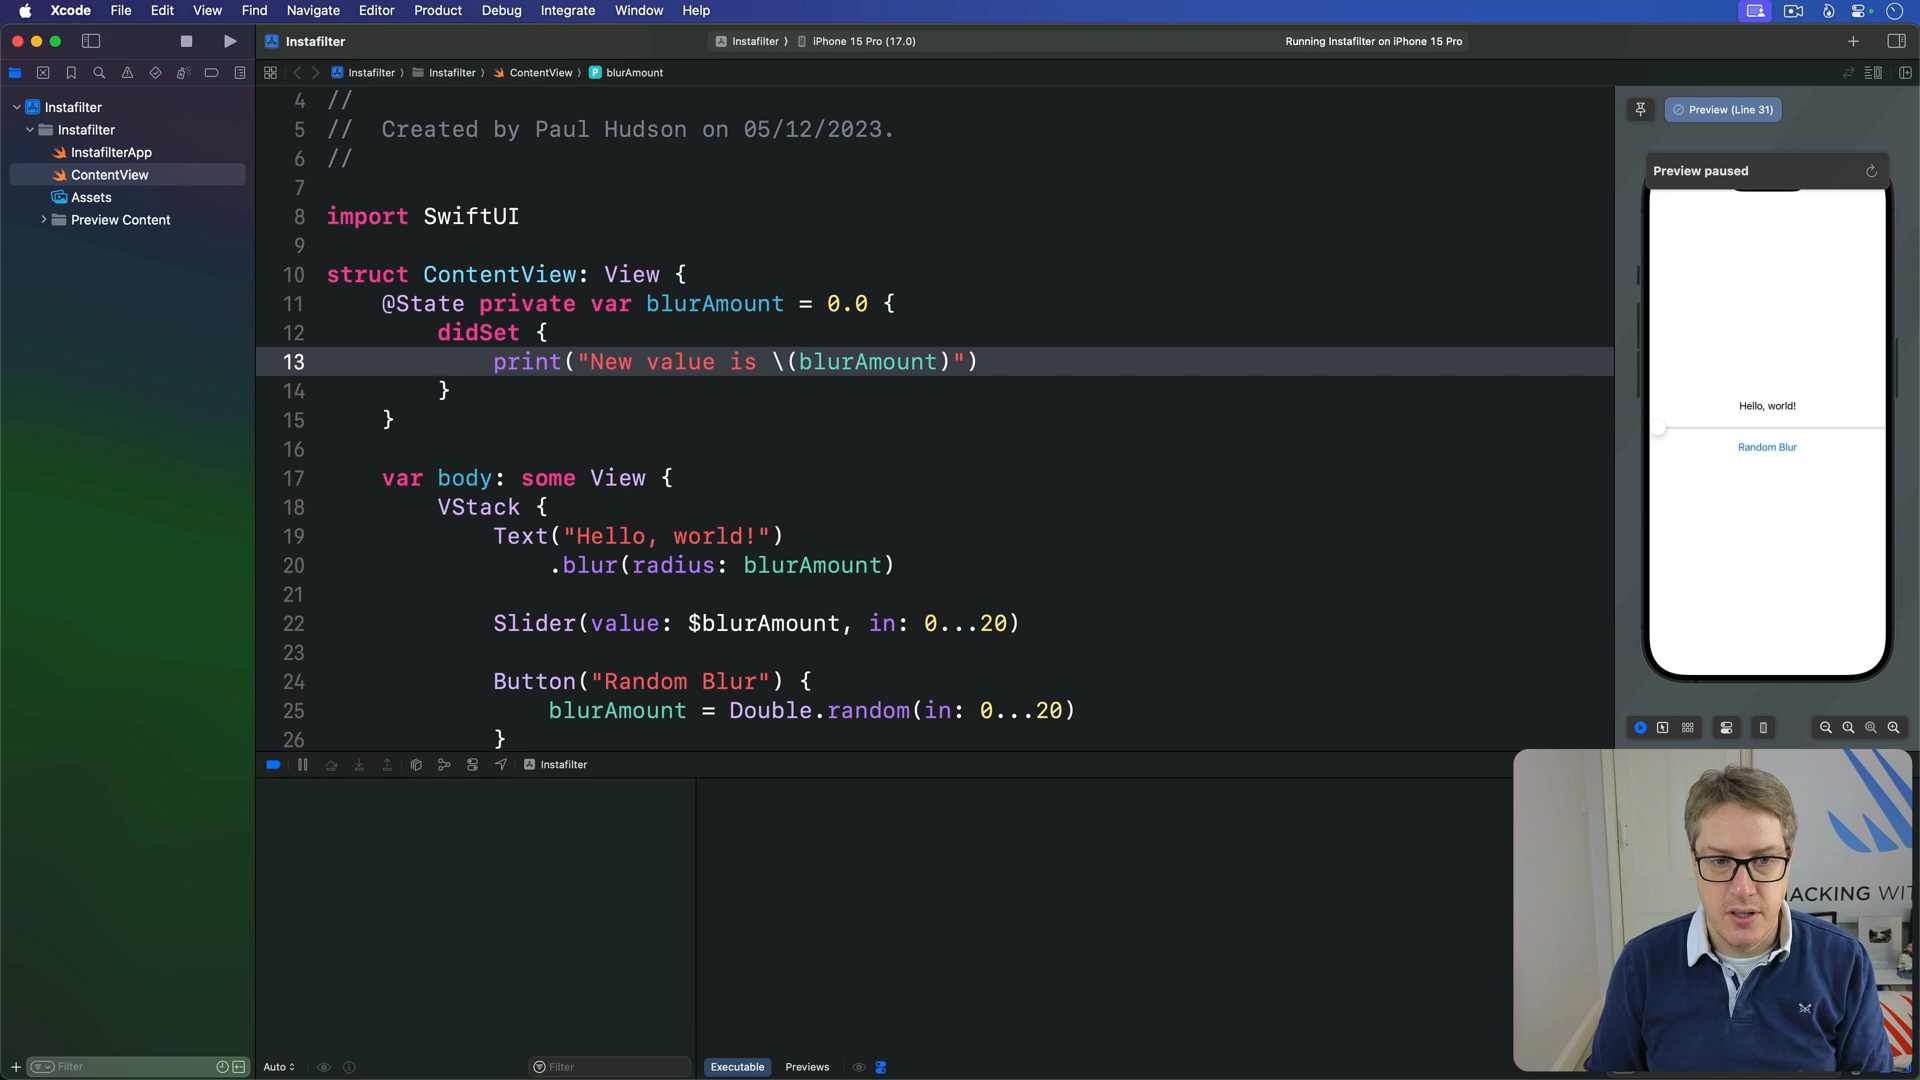 Xcode File Edit View Find Navigate Editor Product Debug Integrate Window Help
Instafilter
Instafilter
iPhone 15 Pro (17.0)
Running Instafilter on iPhone 15 Pro
Instafilter
Instafilter
InstafilterApp
ContentView
Assets
Preview Content
Instafilter
Instafilter
ContentView
P blurAmount
4 //
5 //  Created by Paul Hudson on 05/12/2023.
6 //
7
8 import SwiftUI
9
10 struct ContentView: View {
11 @State private var blurAmount = 0.0 {
12 didSet {
13 print("New value is \(blurAmount)")
14 }
15 }
16
17 var body: some View {
18 VStack {
19 Text("Hello, world!")
20 .blur(radius: blurAmount)
21
22 Slider(value: $blurAmount, in: 0...20)
23
24 Button("Random Blur") {
25 blurAmount = Double.random(in: 0...20)
26 }
Preview (Line 31)
Preview paused
Hello, world!
Random Blur
Instafilter
ACKING WIT
Filter
Auto
Filter
Executable
Previews